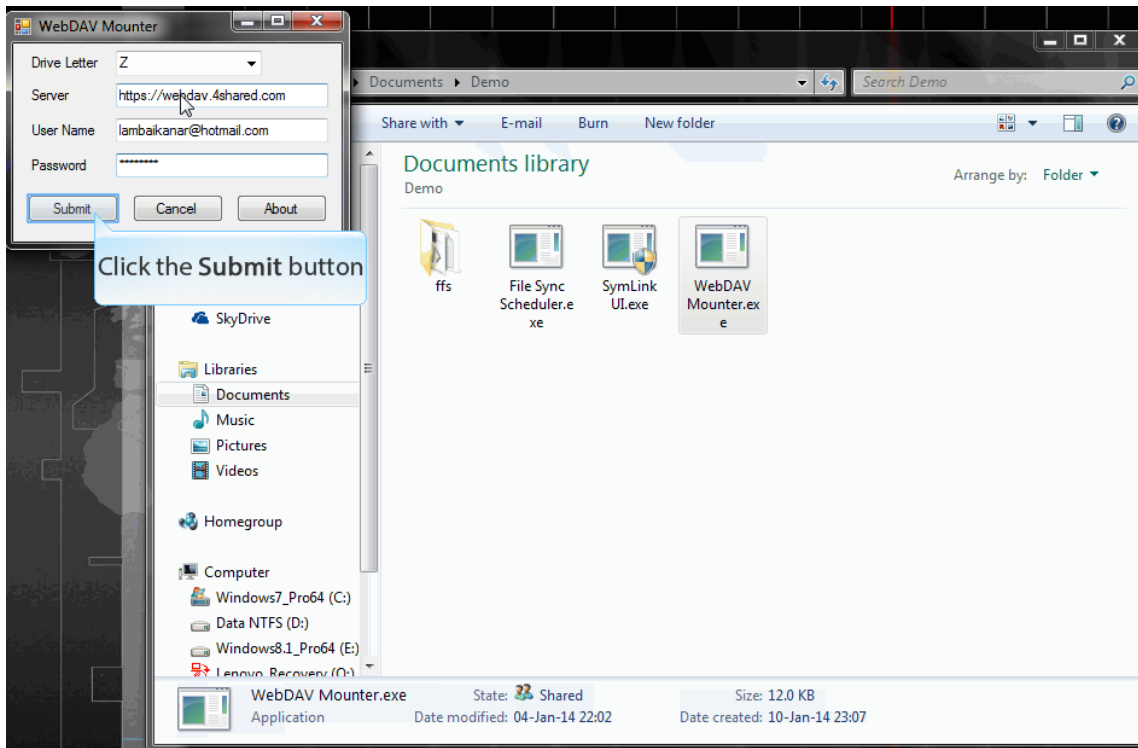 WebDAV Mounter
Drive Letter Z
Server https://webdav.4shared.com
User Name lambaikanar@hotmail.com
Password ********
Submit Cancel About
Click the Submit button
Documents Demo
Search Demo
Share with E-mail Burn New folder
Documents library
Demo
Arrange by: Folder
ffs
File Sync
Scheduler.e
xe
SymLink
UI.exe
WebDAV
Mounter.ex
e
SkyDrive
Libraries
Documents
Music
Pictures
Videos
Homegroup
Computer
Windows7_Pro64 (C:)
Data NTFS (D:)
Windows8.1_Pro64 (E:)
Lenovo_Recovery (Q:)
WebDAV Mounter.exe State: Shared Size: 12.0 KB
Application Date modified: 04-Jan-14 22:02 Date created: 10-Jan-14 23:07